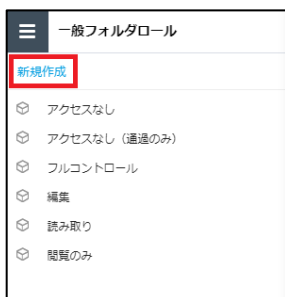 一般フォルダロール
新規作成
アクセスなし
アクセスなし（通過のみ）
フルコントロール
編集
読み取り
閲覧のみ